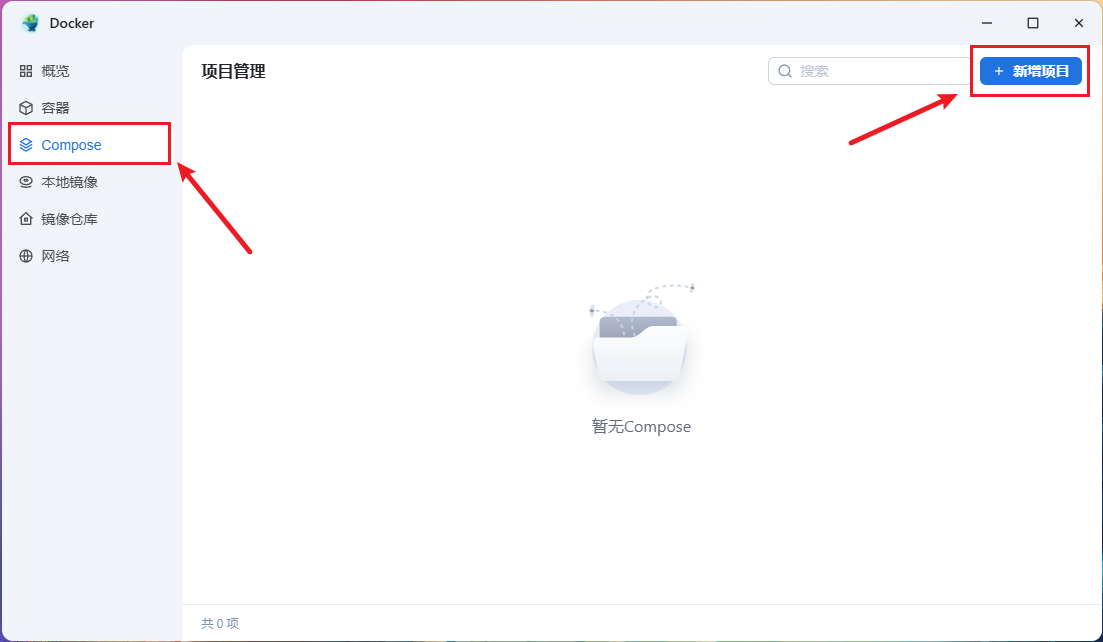 Docker
概览
容器
Compose
本地镜像
镜像仓库
网络
项目管理
搜索
+ 新增项目
暂无Compose
共 0 项